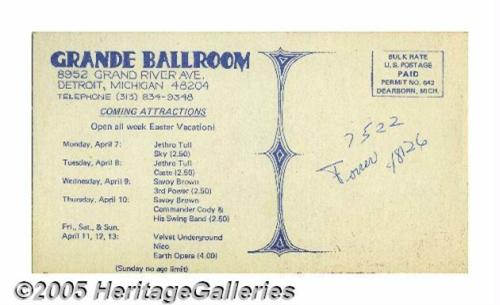 GRANDE BALLROOM
8952 GRAND RIVER AVE.
DETROIT, MICHIGAN 48204
TELEPHONE (313) 834-9348
COMING ATTRACTIONS
Open all week Easter Vacation!
Monday, April 7: Jethro Tull
Sky (2.50)
Tuesday, April 8: Jethro Tull
Caste (2.50)
Wednesday, April 9: Savoy Brown
3rd Power (2.50)
Thursday, April 10: Savoy Brown
Commander Cody &
His Swing Band (2.50)
Fri., Sat., & Sun.
April 11, 12, 13: Velvet Underground
Nico
Earth Opera (4.00)
(Sunday no age limit)
BULK RATE
U.S. POSTAGE
PAID
PERMIT NO. 642
DEARBORN, MICH.
7522
48126
©2005 HeritageGalleries